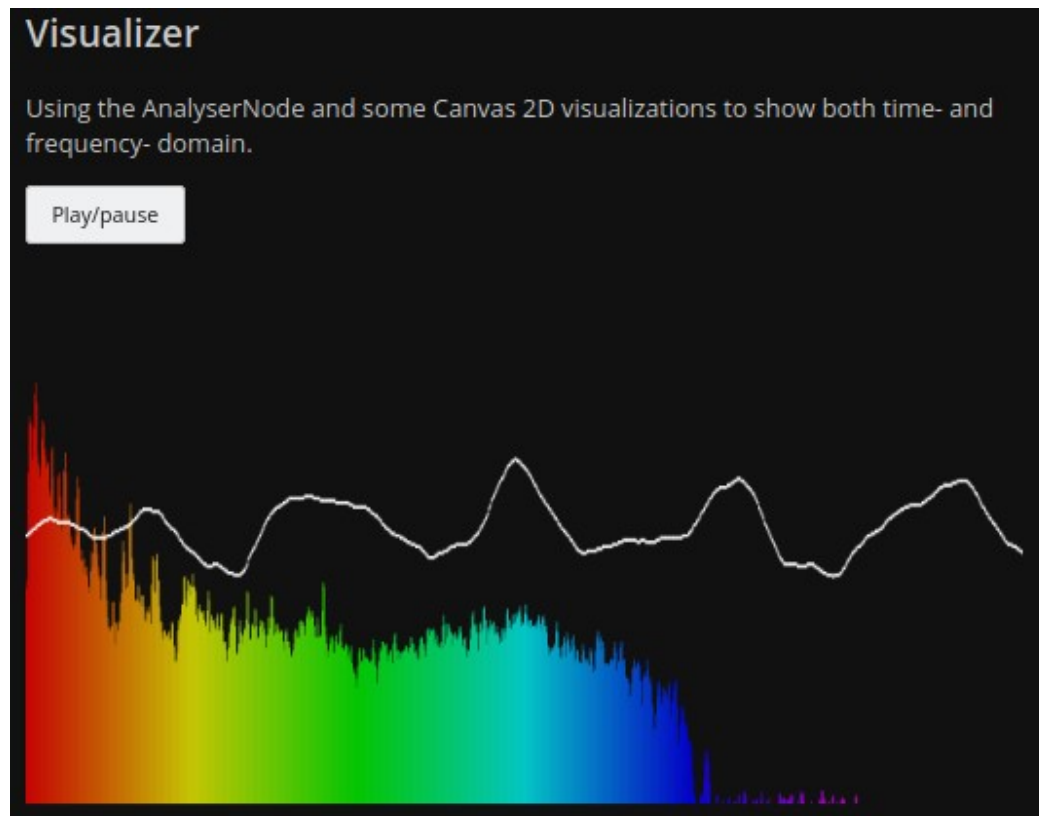 Visualizer
Using the AnalyserNode and some Canvas 2D visualizations to show both time- and
frequency- domain.
Play/pause